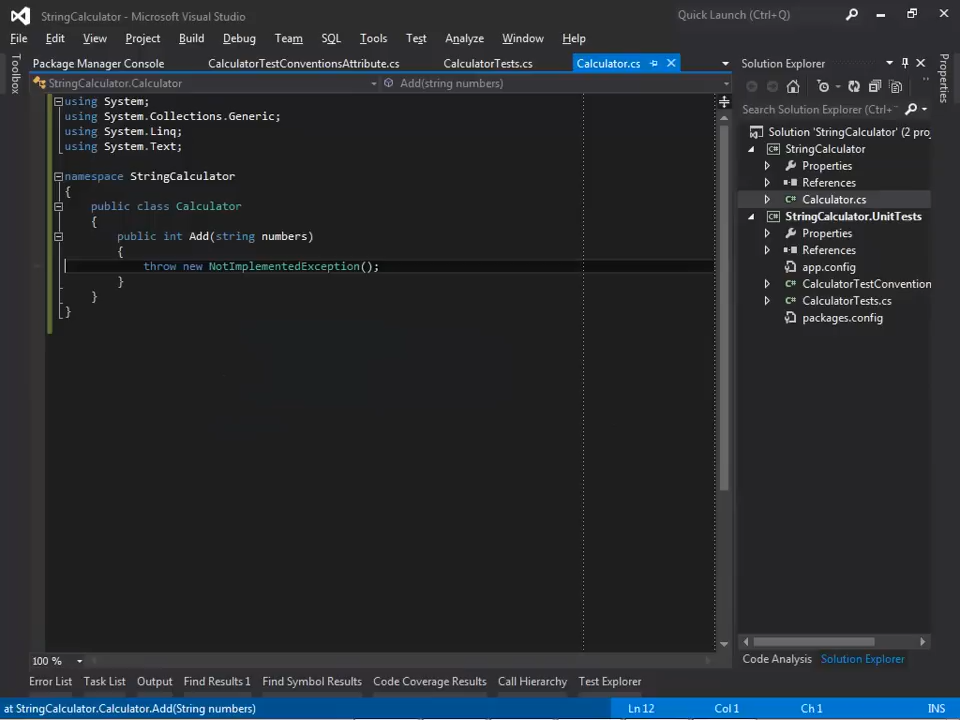 StringCalculator - Microsoft Visual Studio
Quick Launch (Ctrl+Q)
File Edit View Project Build Debug Team SQL Tools Test Analyze Window Help
Toolbox
Package Manager Console CalculatorTestConventionsAttribute.cs CalculatorTests.cs Calculator.cs
StringCalculator.Calculator Add(string numbers)
using System;
using System.Collections.Generic;
using System.Linq;
using System.Text;
namespace StringCalculator
{
public class Calculator
{
public int Add(string numbers)
{
throw new NotImplementedException();
}
}
}
100 %
Solution Explorer
Search Solution Explorer (Ctrl+
Solution 'StringCalculator' (2 proj
StringCalculator
Properties
References
Calculator.cs
StringCalculator.UnitTests
Properties
References
app.config
CalculatorTestConvention
CalculatorTests.cs
packages.config
Code Analysis Solution Explorer
Properties
Error List Task List Output Find Results 1 Find Symbol Results Code Coverage Results Call Hierarchy Test Explorer
at StringCalculator.Calculator.Add(String numbers) Ln 12 Col 1 Ch 1 INS